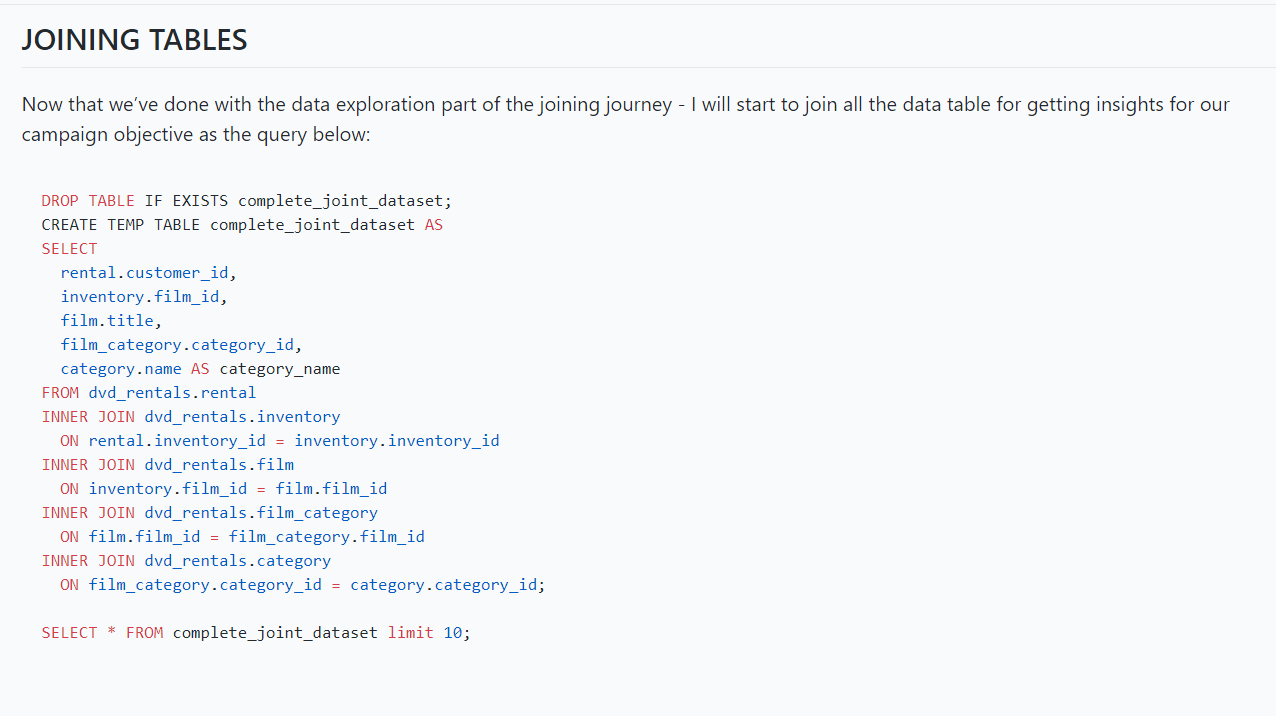 JOINING TABLES
Now that we’ve done with the data exploration part of the joining journey - I will start to join all the data table for getting insights for our
campaign objective as the query below:
DROP TABLE IF EXISTS complete_joint_dataset;
CREATE TEMP TABLE complete_joint_dataset AS
SELECT
  rental.customer_id,
  inventory.film_id,
  film.title,
  film_category.category_id,
  category.name AS category_name
FROM dvd_rentals.rental
INNER JOIN dvd_rentals.inventory
  ON rental.inventory_id = inventory.inventory_id
INNER JOIN dvd_rentals.film
  ON inventory.film_id = film.film_id
INNER JOIN dvd_rentals.film_category
  ON film.film_id = film_category.film_id
INNER JOIN dvd_rentals.category
  ON film_category.category_id = category.category_id;
SELECT * FROM complete_joint_dataset limit 10;